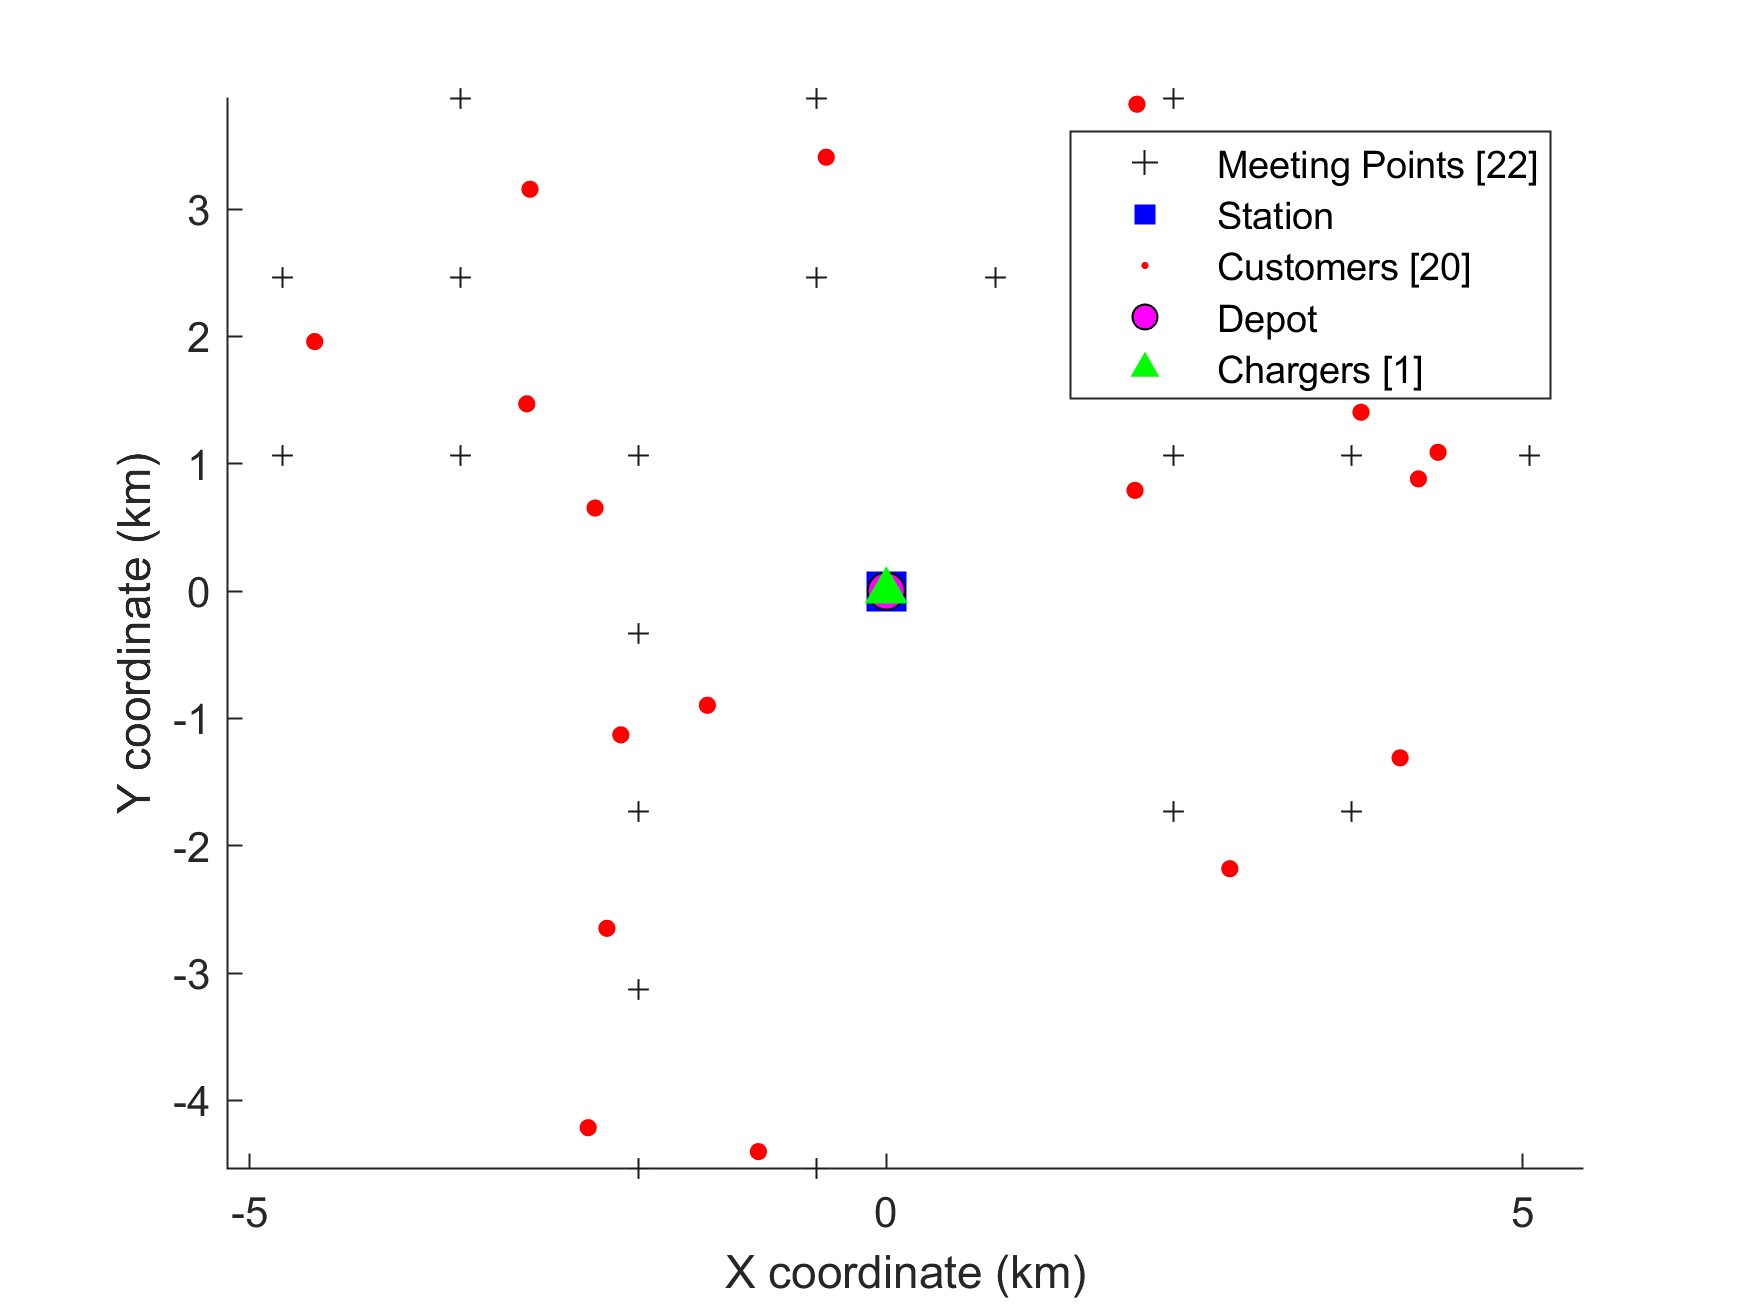 Meeting Points [22]
Station
Customers [20]
Depot
Chargers [1]
3
2
1
0
-1
-2
-3
-4
Y coordinate (km)
-5
0
5
X coordinate (km)